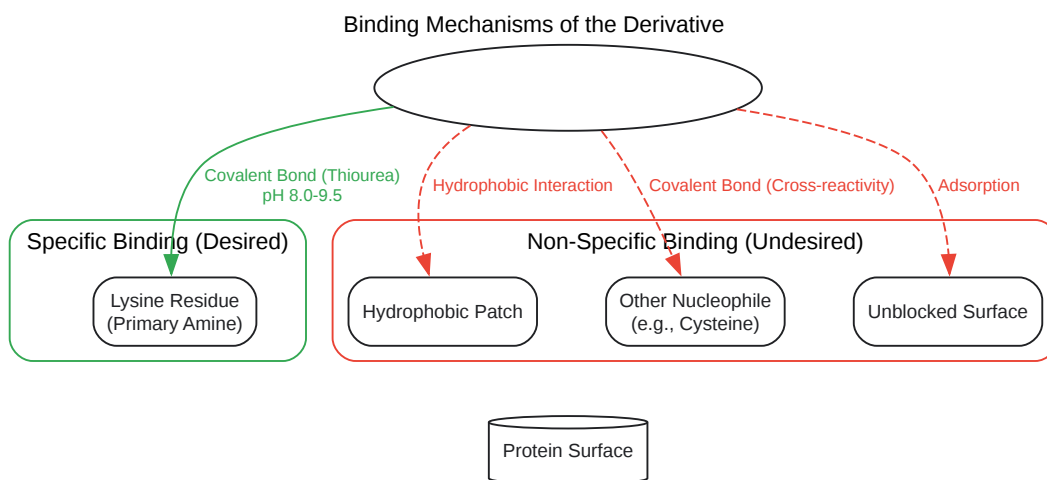 Binding Mechanisms of the Derivative
Covalent Bond (Thiourea)
pH 8.0-9.5
Hydrophobic Interaction
Covalent Bond (Cross-reactivity)
Adsorption
Specific Binding (Desired)
Non-Specific Binding (Undesired)
Lysine Residue
(Primary Amine)
Hydrophobic Patch
Other Nucleophile
(e.g., Cysteine)
Unblocked Surface
Protein Surface